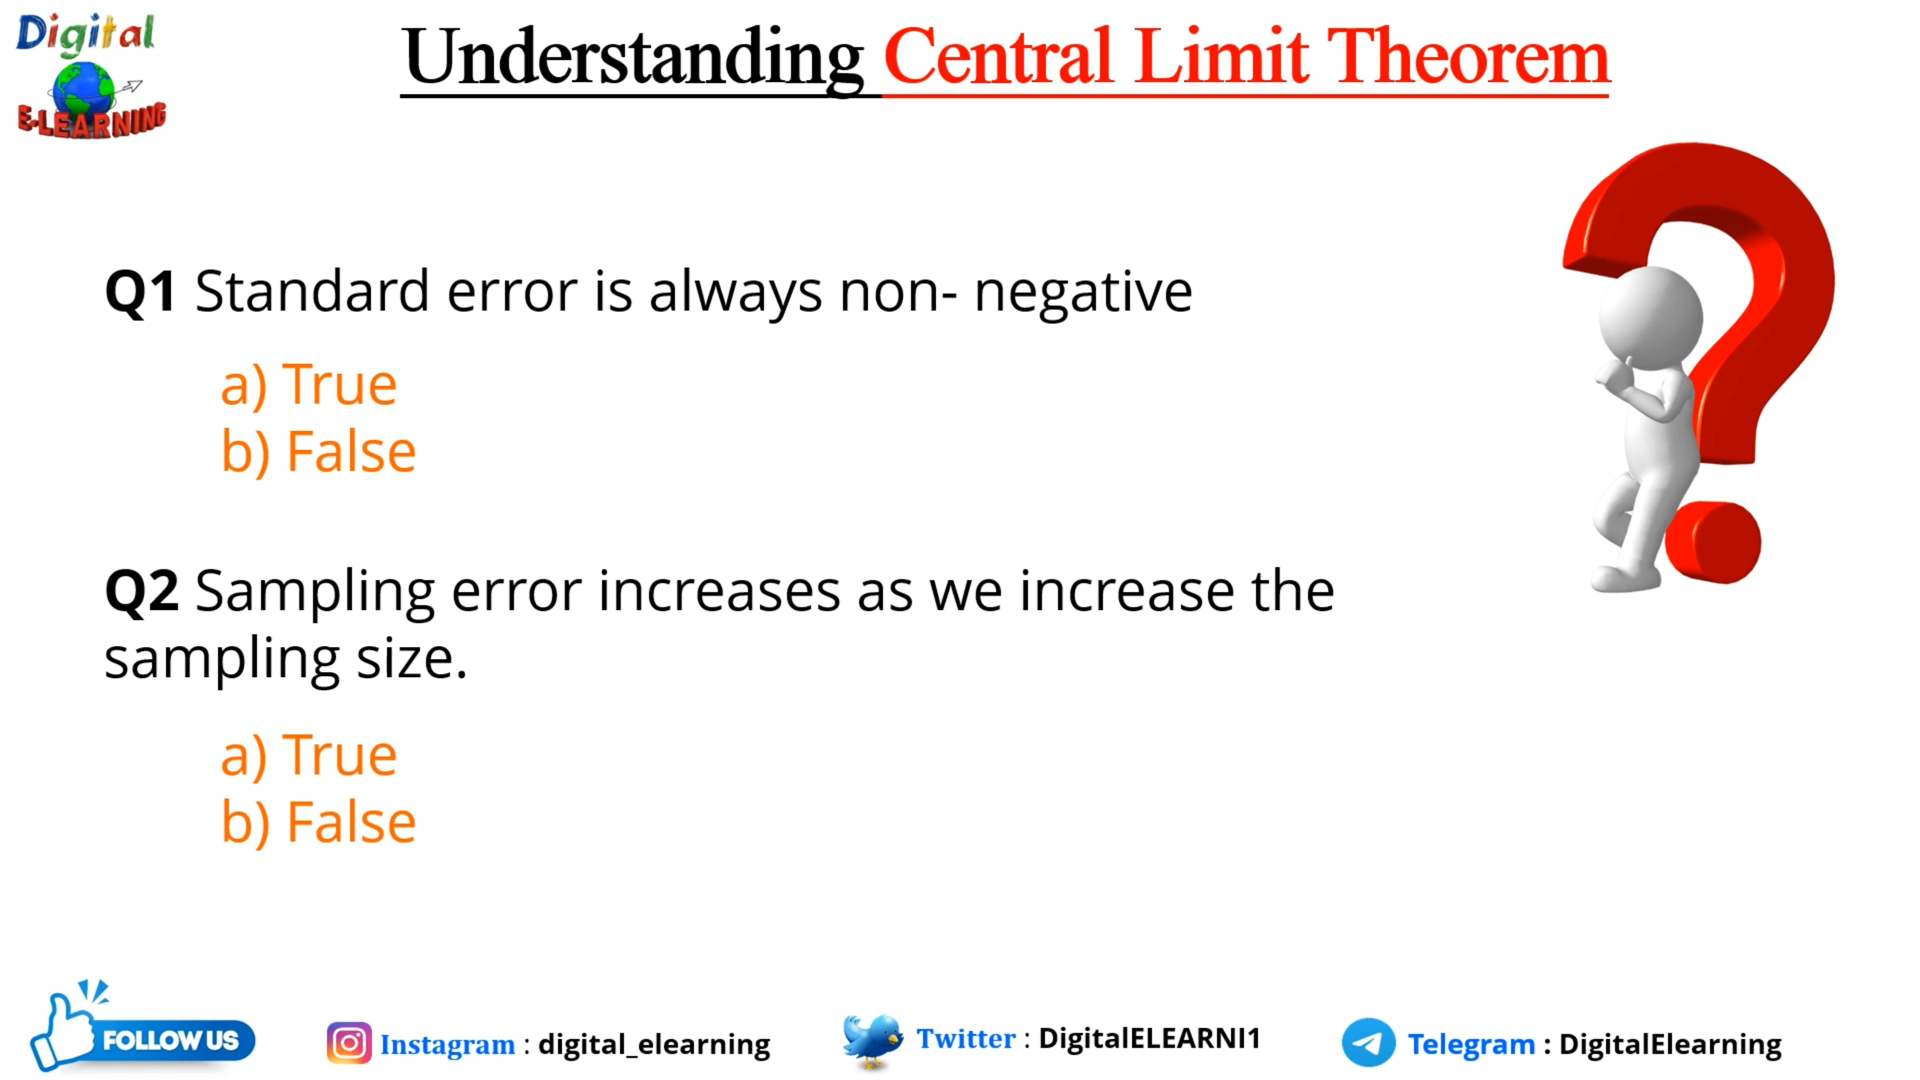 Digital
E-LEARNING
Understanding Central Limit Theorem
Q1 Standard error is always non- negative
a) True
b) False
Q2 Sampling error increases as we increase the
sampling size.
a) True
b) False
FOLLOW US
Instagram : digital_elearning
Twitter : DigitalELEARNI1
Telegram : DigitalElearning